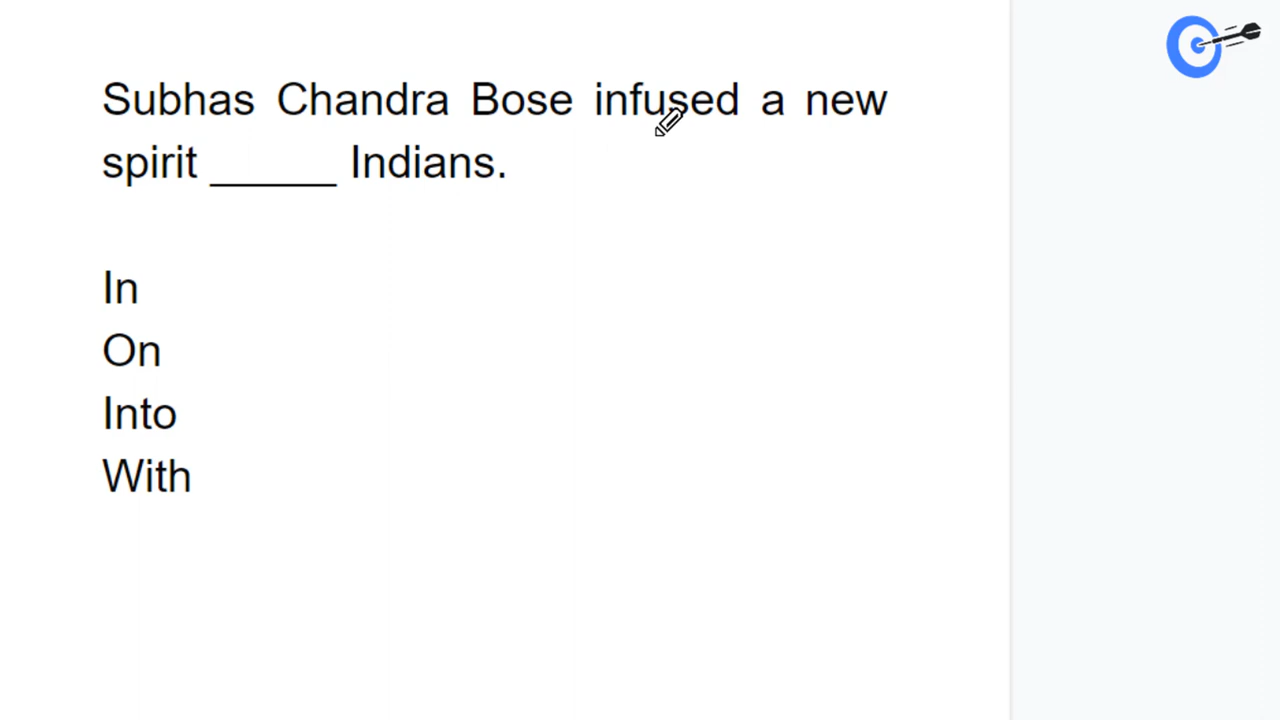 Subhas Chandra Bose infused a new
spirit ______ Indians.
In
On
Into
With